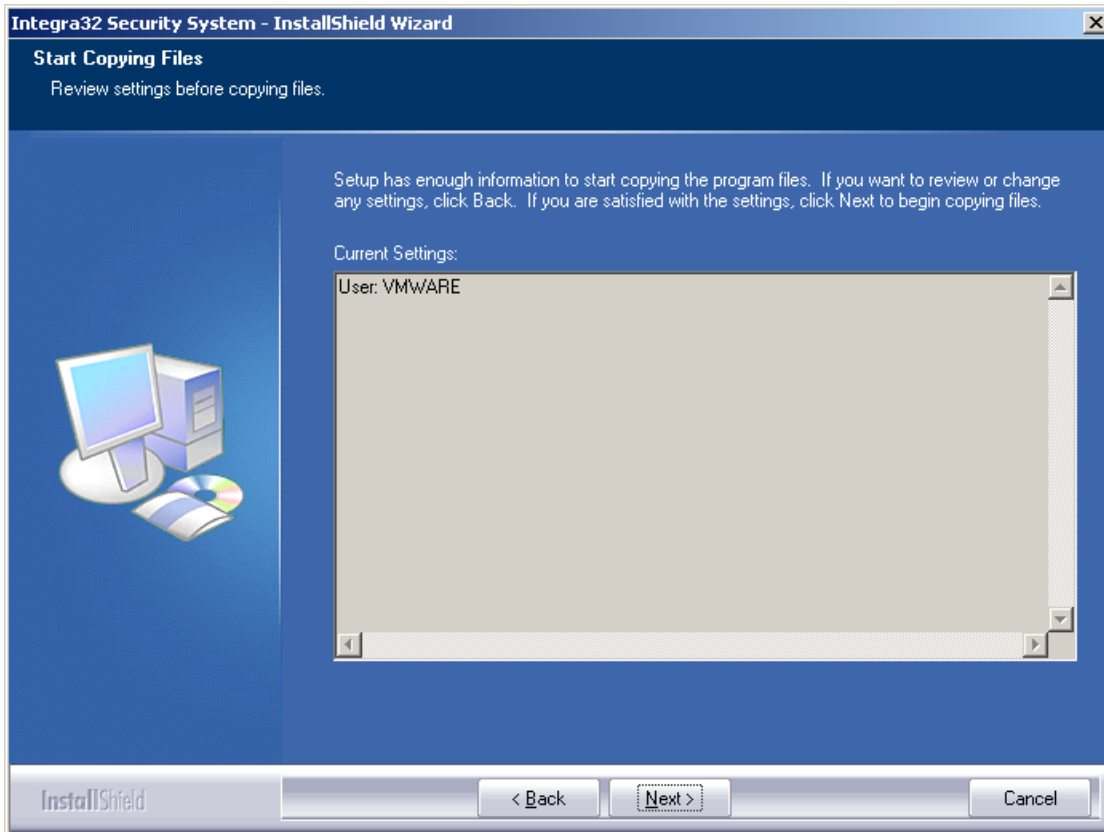 Integra32 Security System - InstallShield Wizard
Start Copying Files
Review settings before copying files.
Setup has enough information to start copying the program files. If you want to review or change
any settings, click Back. If you are satisfied with the settings, click Next to begin copying files.
Current Settings:
User: VMWARE
InstallShield
< Back
Next >
Cancel